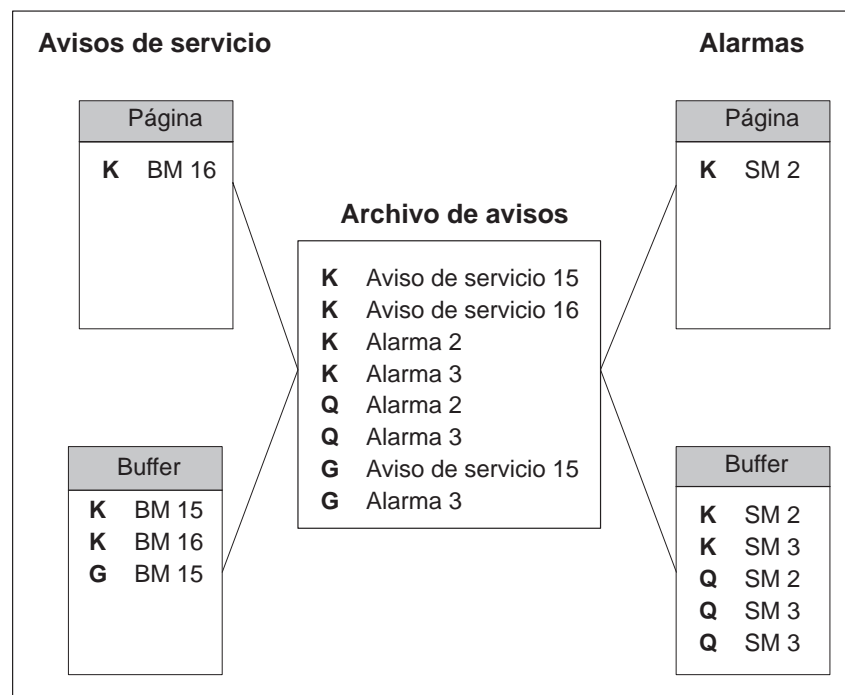 Avisos de servicio
Alarmas
Página
K BM 16
Página
K SM 2
Archivo de avisos
K Aviso de servicio 15
K Aviso de servicio 16
K Alarma 2
K Alarma 3
Q Alarma 2
Q Alarma 3
G Aviso de servicio 15
G Alarma 3
Buffer
K BM 15
K BM 16
G BM 15
Buffer
K SM 2
K SM 3
Q SM 2
Q SM 3
Q SM 3